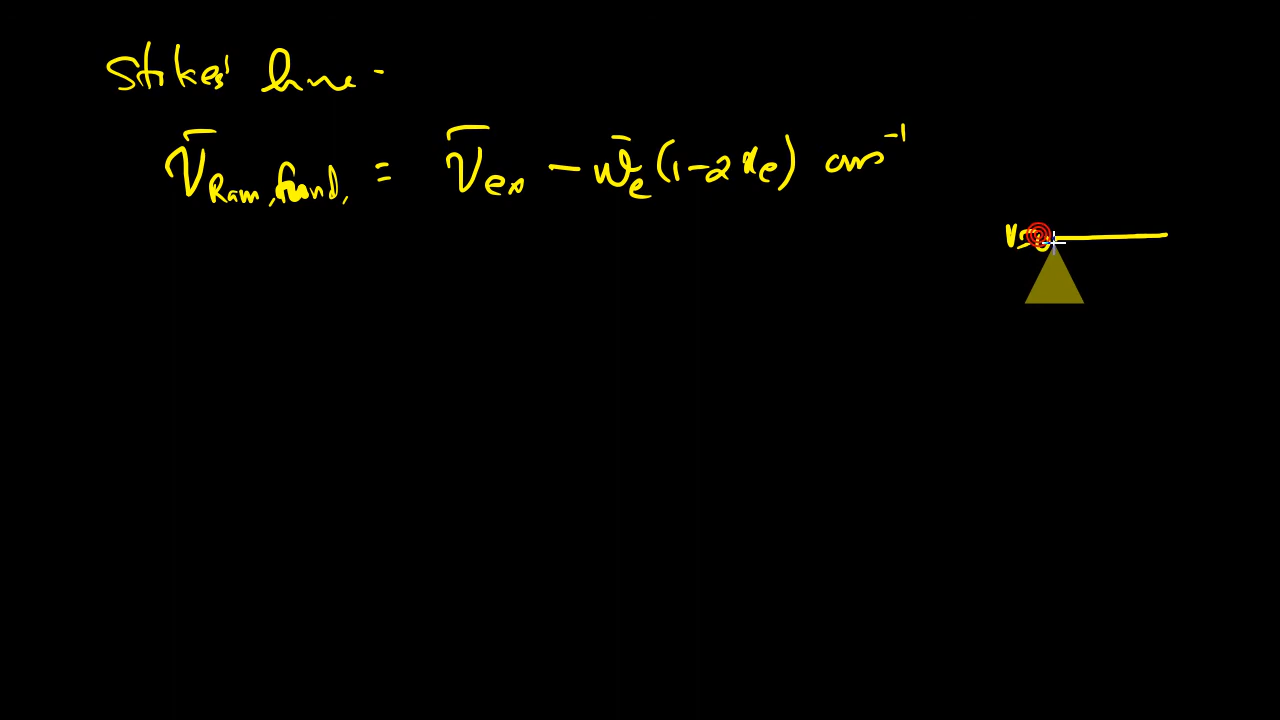 Stokes' line -
ν̄ Ram, fund, = ν̄ ex - ω̄e (1-2xe) cm⁻¹